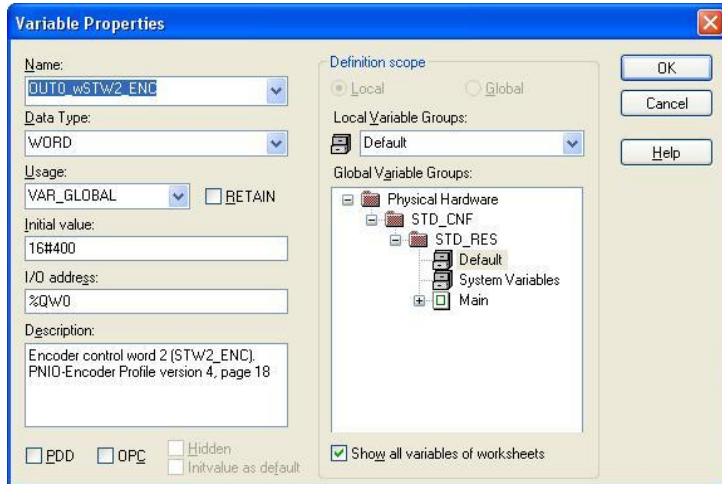 Variable Properties
Name:
OUT0_wSTW2_ENC
Data Type:
WORD
Usage:
VAR_GLOBAL
RETAIN
Initial value:
16#400
I/O address:
%QW0
Description:
Encoder control word 2 (STW2_ENC).
PNIO-Encoder Profile version 4, page 18
PDD
OPC
Hidden
Initvalue as default
Definition scope
Local
Global
Local Variable Groups:
Default
Global Variable Groups:
Physical Hardware
STD_CNF
STD_RES
Default
System Variables
Main
Show all variables of worksheets
OK
Cancel
Help